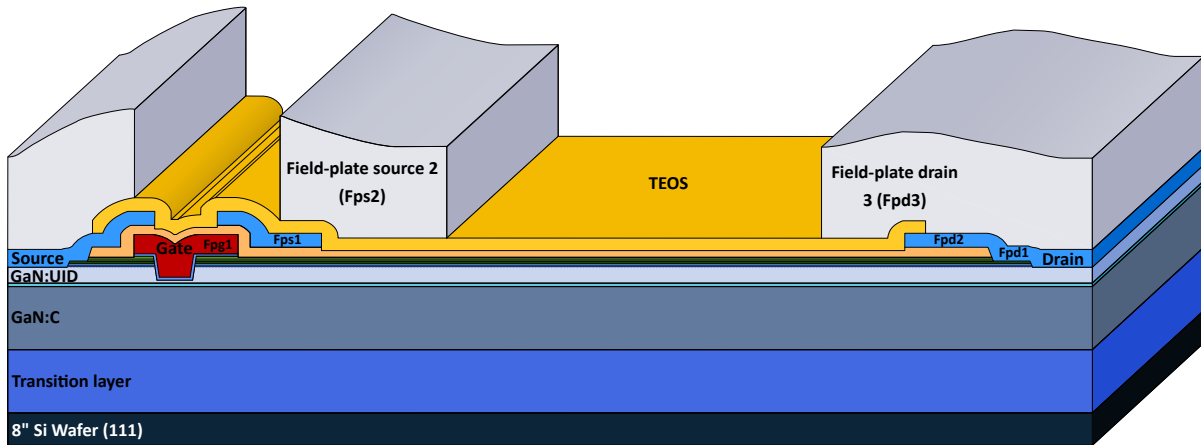 Field-plate source 2
(Fps2)
TEOS
Field-plate drain
3 (Fpd3)
Gate
Fpg1
Fps1
Fpd2
Fpd1
Source
Drain
GaN:UID
GaN:C
Transition layer
8" Si Wafer (111)